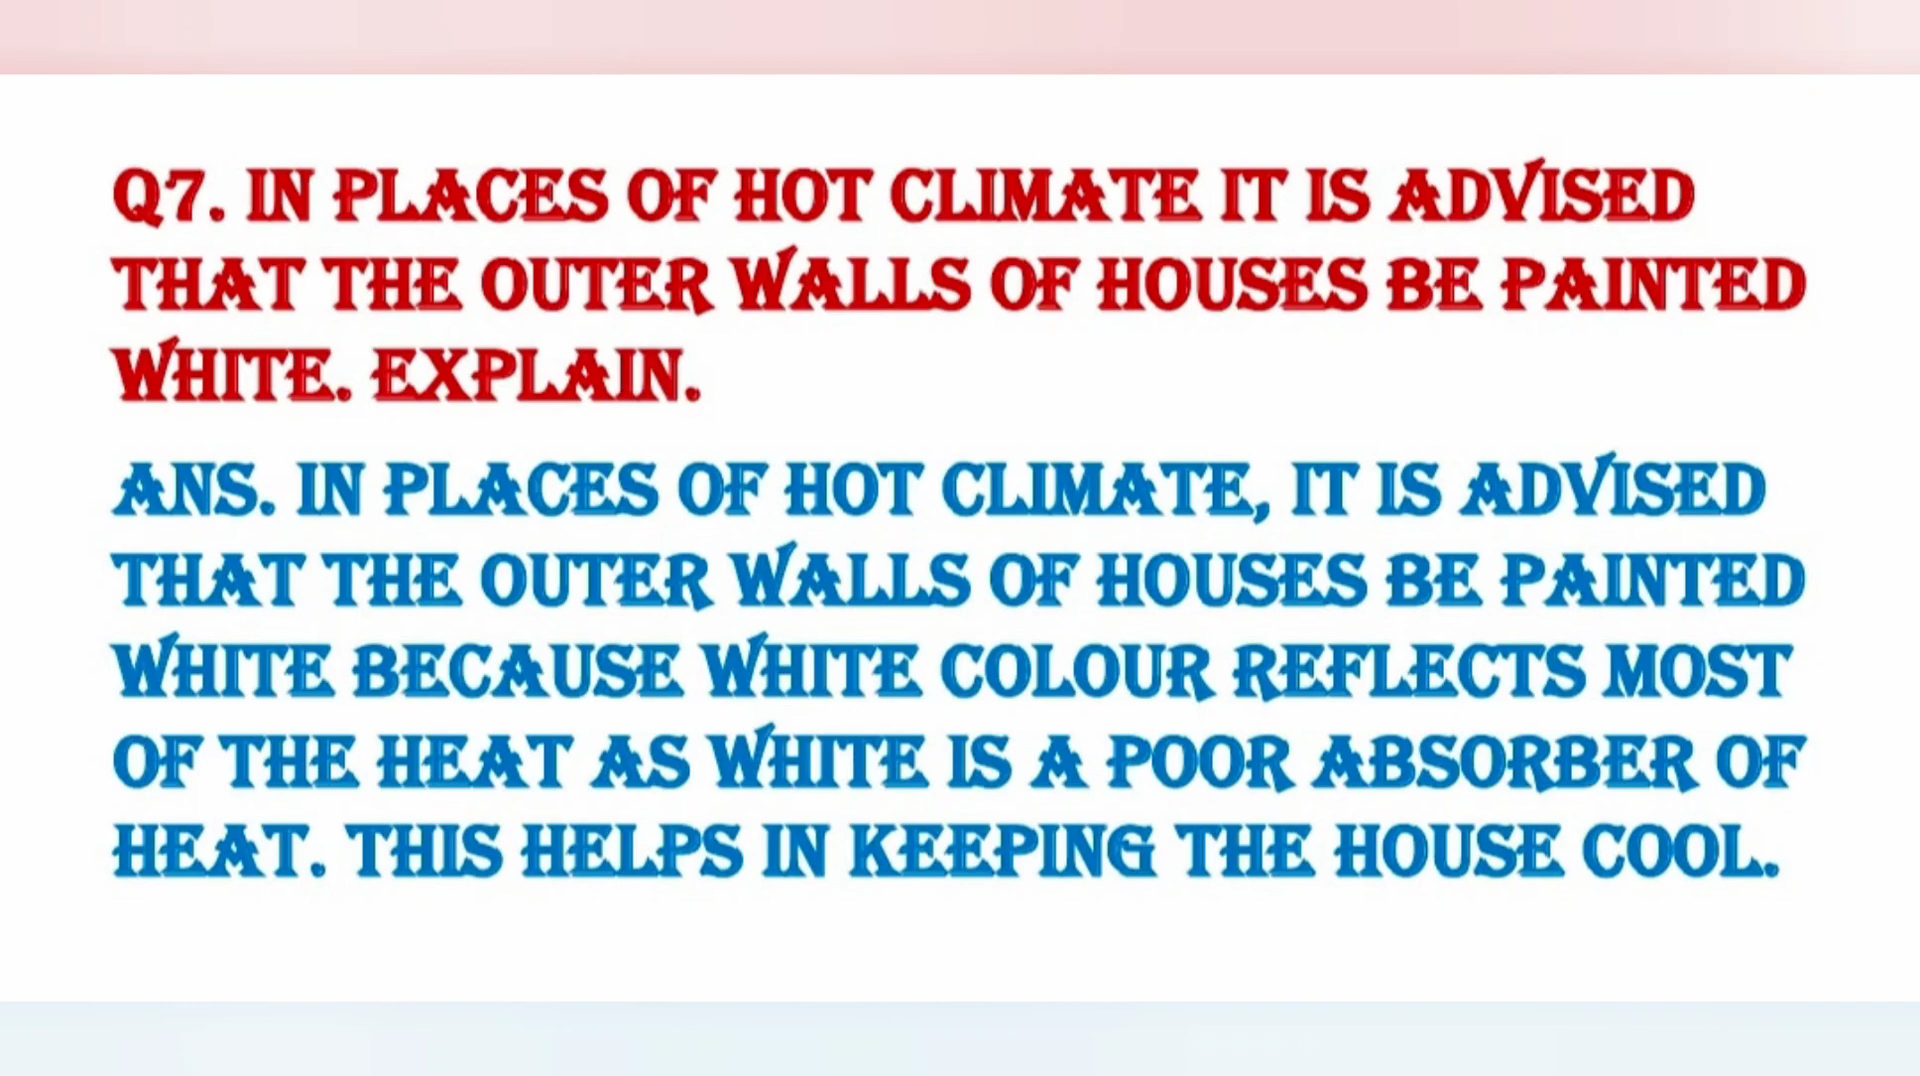 Q7. IN PLACES OF HOT CLIMATE IT IS ADVISED
THAT THE OUTER WALLS OF HOUSES BE PAINTED
WHITE. EXPLAIN.
ANS. IN PLACES OF HOT CLIMATE, IT IS ADVISED
THAT THE OUTER WALLS OF HOUSES BE PAINTED
WHITE BECAUSE WHITE COLOUR REFLECTS MOST
OF THE HEAT AS WHITE IS A POOR ABSORBER OF
HEAT. THIS HELPS IN KEEPING THE HOUSE COOL.